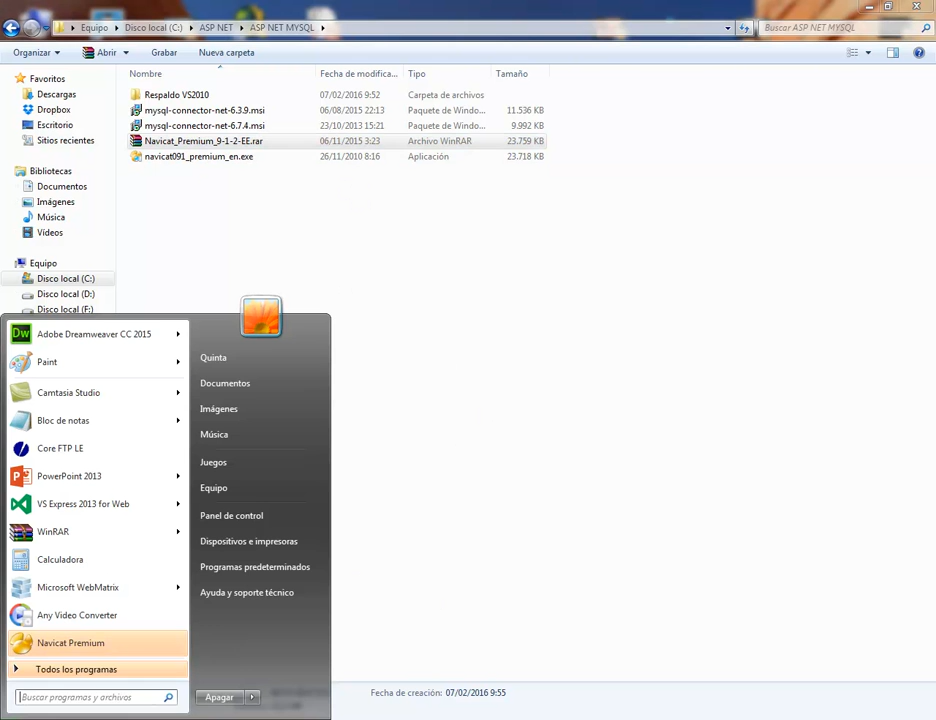 Equipo ▸ Disco local (C:) ▸ ASP NET ▸ ASP NET MYSQL ▸
Buscar ASP NET MYSQL
Organizar Abrir Grabar Nueva carpeta
Nombre Fecha de modifica... Tipo Tamaño
Favoritos
Descargas
Dropbox
Escritorio
Sitios recientes
Bibliotecas
Documentos
Imágenes
Música
Vídeos
Equipo
Disco local (C:)
Disco local (D:)
Disco local (F:)
Respaldo VS2010 07/02/2016 9:52 Carpeta de archivos
mysql-connector-net-6.3.9.msi 06/08/2015 22:13 Paquete de Windo... 11.536 KB
mysql-connector-net-6.7.4.msi 23/10/2013 15:21 Paquete de Windo... 9.992 KB
Navicat_Premium_9-1-2-EE.rar 06/11/2015 3:23 Archivo WinRAR 23.759 KB
navicat091_premium_en.exe 26/11/2010 8:16 Aplicación 23.718 KB
Dw Adobe Dreamweaver CC 2015
Paint
Camtasia Studio
Bloc de notas
Core FTP LE
PowerPoint 2013
VS Express 2013 for Web
WinRAR
Calculadora
Microsoft WebMatrix
Any Video Converter
Navicat Premium
Todos los programas
Buscar programas y archivos
Quinta
Documentos
Imágenes
Música
Juegos
Equipo
Panel de control
Dispositivos e impresoras
Programas predeterminados
Ayuda y soporte técnico
Apagar
Fecha de creación: 07/02/2016 9:55